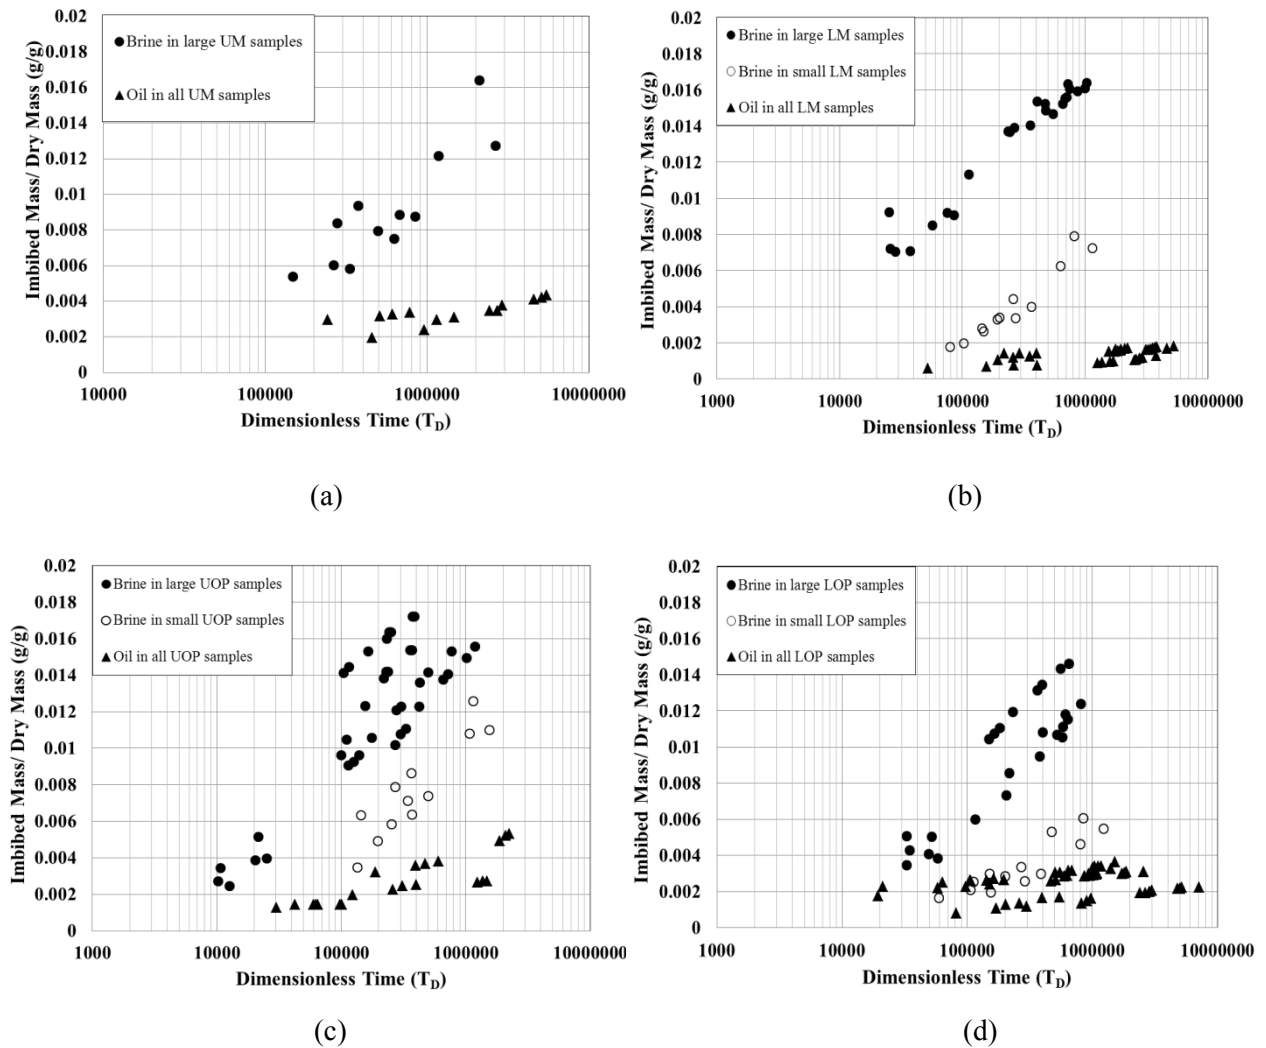 0.02
0.018
0.016
0.014
0.012
0.01
0.008
0.006
0.004
0.002
0
Imbibed Mass/ Dry Mass (g/g)
Brine in large UM samples
Oil in all UM samples
10000 100000 1000000 10000000
Dimensionless Time (TD)
(a)
0.02
0.018
0.016
0.014
0.012
0.01
0.008
0.006
0.004
0.002
0
Imbibed Mass/ Dry Mass (g/g)
Brine in large LM samples
Brine in small LM samples
Oil in all LM samples
1000 10000 100000 1000000 10000000
Dimensionless Time (TD)
(b)
0.02
0.018
0.016
0.014
0.012
0.01
0.008
0.006
0.004
0.002
0
Imbibed Mass/ Dry Mass (g/g)
Brine in large UOP samples
Brine in small UOP samples
Oil in all UOP samples
1000 10000 100000 1000000 10000000
Dimensionless Time (TD)
(c)
0.02
0.018
0.016
0.014
0.012
0.01
0.008
0.006
0.004
0.002
0
Imbibed Mass/ Dry Mass (g/g)
Brine in large LOP samples
Brine in small LOP samples
Oil in all LOP samples
1000 10000 100000 1000000 10000000
Dimensionless Time (TD)
(d)